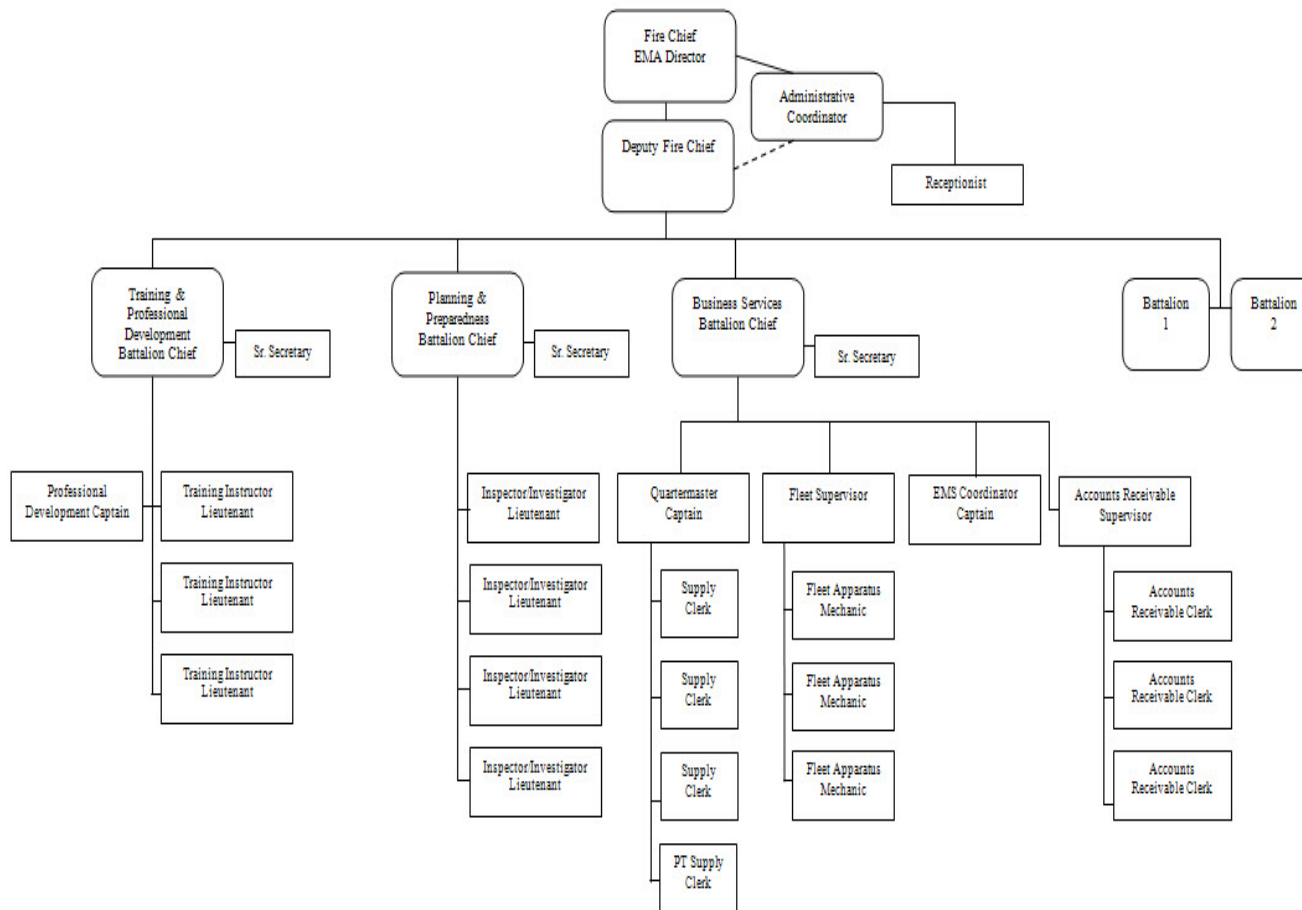 Fire Chief
EMA Director
Administrative
Coordinator
Deputy Fire Chief
Receptionist
Training &
Professional
Development
Battalion Chief
Sr. Secretary
Planning &
Preparedness
Battalion Chief
Sr. Secretary
Business Services
Battalion Chief
Sr. Secretary
Battalion
1
Battalion
2
Professional
Development Captain
Training Instructor
Lieutenant
Training Instructor
Lieutenant
Training Instructor
Lieutenant
Inspector/Investigator
Lieutenant
Inspector/Investigator
Lieutenant
Inspector/Investigator
Lieutenant
Inspector/Investigator
Lieutenant
Quartermaster
Captain
Supply
Clerk
Supply
Clerk
Supply
Clerk
PT Supply
Clerk
Fleet Supervisor
Fleet Apparatus
Mechanic
Fleet Apparatus
Mechanic
Fleet Apparatus
Mechanic
EMS Coordinator
Captain
Accounts Receivable
Supervisor
Accounts
Receivable Clerk
Accounts
Receivable Clerk
Accounts
Receivable Clerk